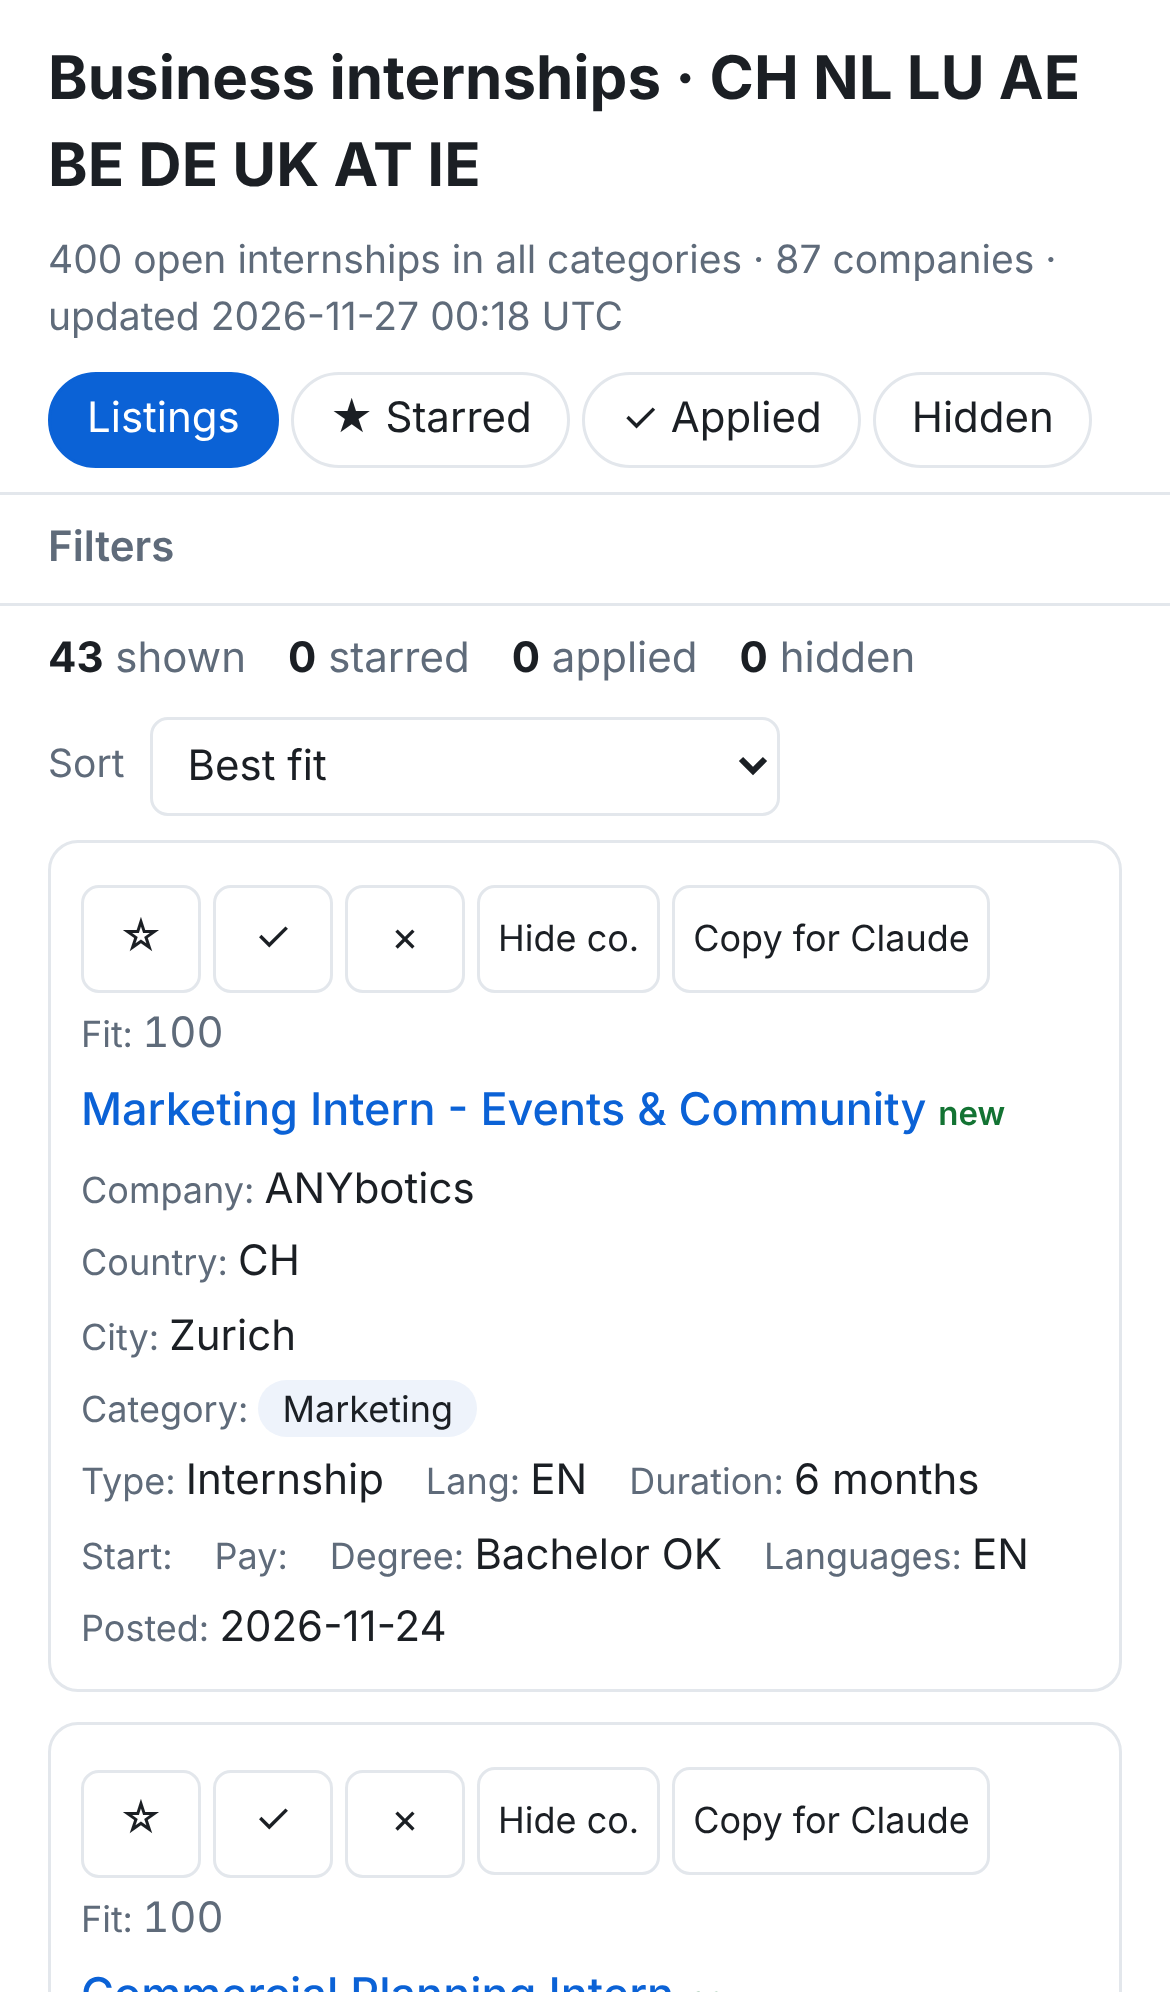 Business internships · CH NL LU AE
BE DE UK AT IE
400 open internships in all categories · 87 companies ·
updated 2026-11-27 00:18 UTC
Listings ★ Starred ✓ Applied Hidden
Filters
43 shown 0 starred 0 applied 0 hidden
Sort Best fit
☆ ✓ × Hide co. Copy for Claude
Fit: 100
Marketing Intern - Events & Community new
Company: ANYbotics
Country: CH
City: Zurich
Category: Marketing
Type: Internship Lang: EN Duration: 6 months
Start: Pay: Degree: Bachelor OK Languages: EN
Posted: 2026-11-24
☆ ✓ × Hide co. Copy for Claude
Fit: 100
Commercial Planning Intern